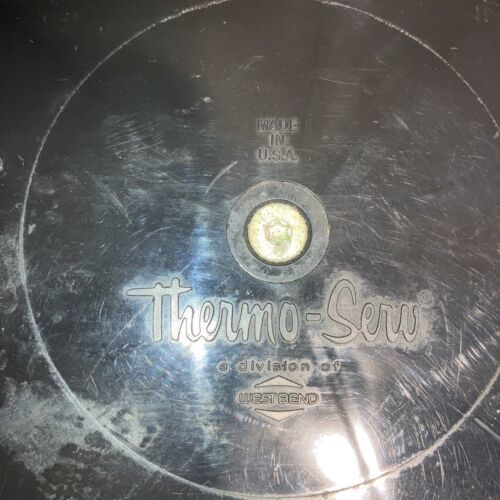 MADE
IN
U.S.A.
Thermo-Serv®
a division of
WEST BEND